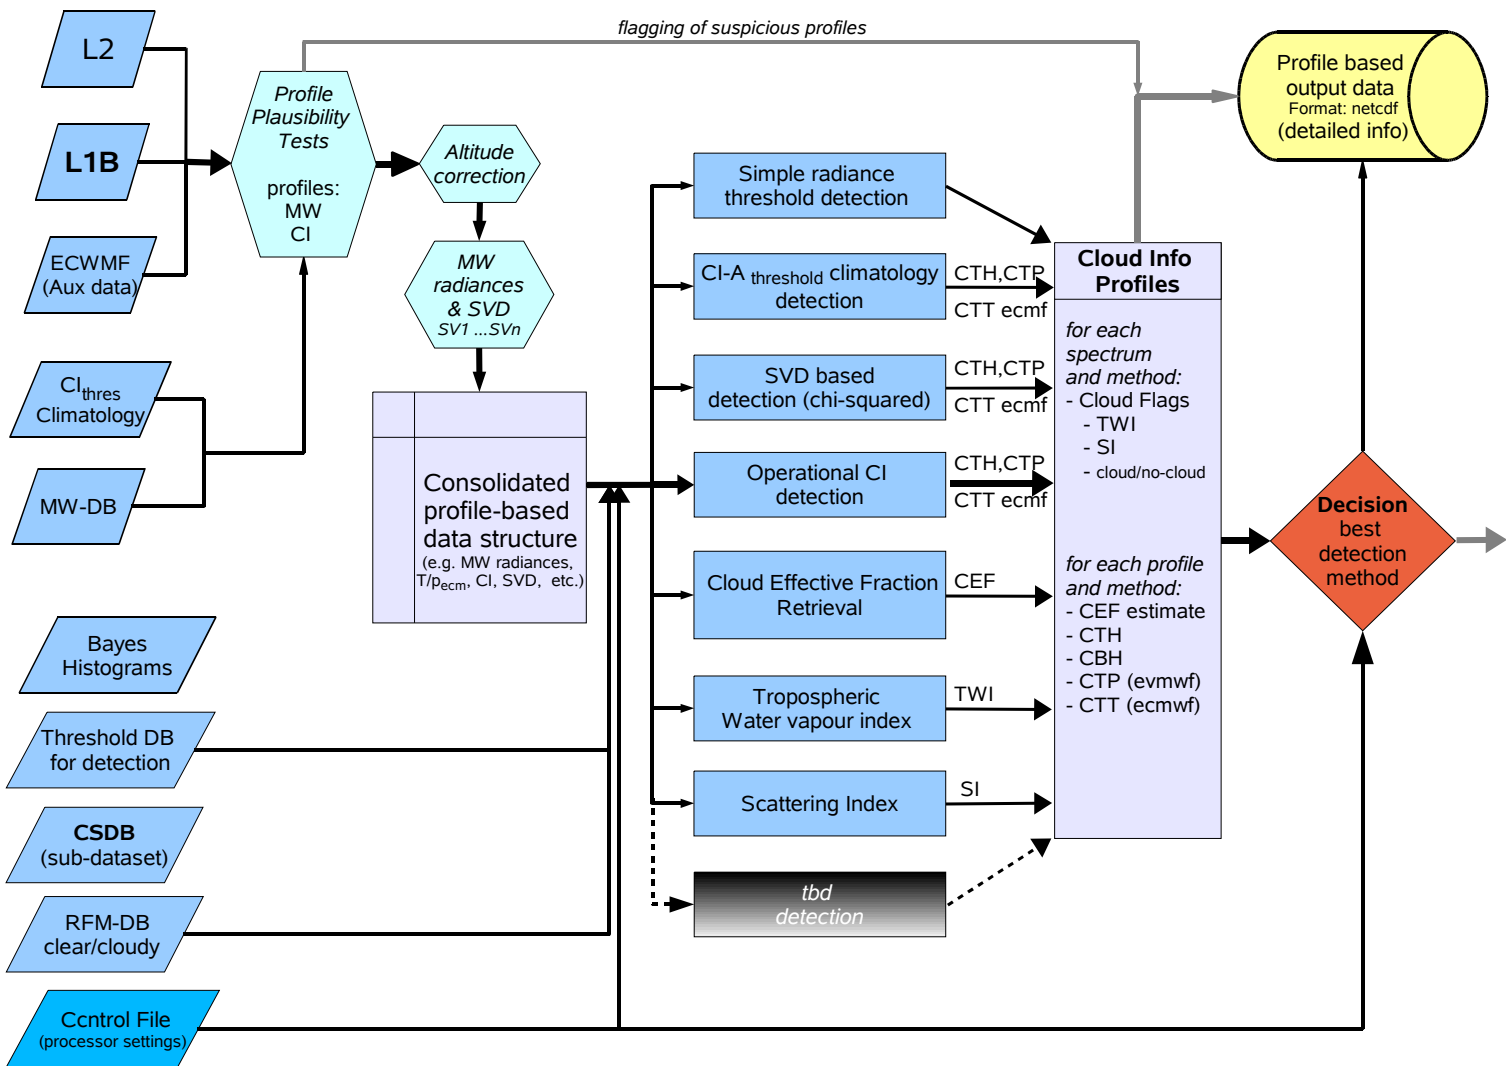 flagging of suspicious profiles
L2
L1B
ECWMF
(Aux data)
CIthres
Climatology
MW-DB
Bayes
Histograms
Threshold DB
for detection
CSDB
(sub-dataset)
RFM-DB
clear/cloudy
Ccntrol File
(processor settings)
Profile
Plausibility
Tests
profiles:
MW
CI
Altitude
correction
MW
radiances
& SVD
SV1 ...SVn
Consolidated
profile-based
data structure
(e.g. MW radiances,
T/pecm, CI, SVD, etc.)
Simple radiance
threshold detection
CI-A threshold climatology
detection
CTH,CTP
CTT ecmf
SVD based
detection (chi-squared)
CTH,CTP
CTT ecmf
Operational CI
detection
CTH,CTP
CTT ecmf
Cloud Effective Fraction
Retrieval
CEF
Tropospheric
Water vapour index
TWI
Scattering Index
SI
tbd
detection
Cloud Info
Profiles
for each
spectrum
and method:
- Cloud Flags
- TWI
- SI
- cloud/no-cloud
for each profile
and method:
- CEF estimate
- CTH
- CBH
- CTP (evmwf)
- CTT (ecmwf)
Profile based
output data
Format: netcdf
(detailed info)
Decision
best
detection
method